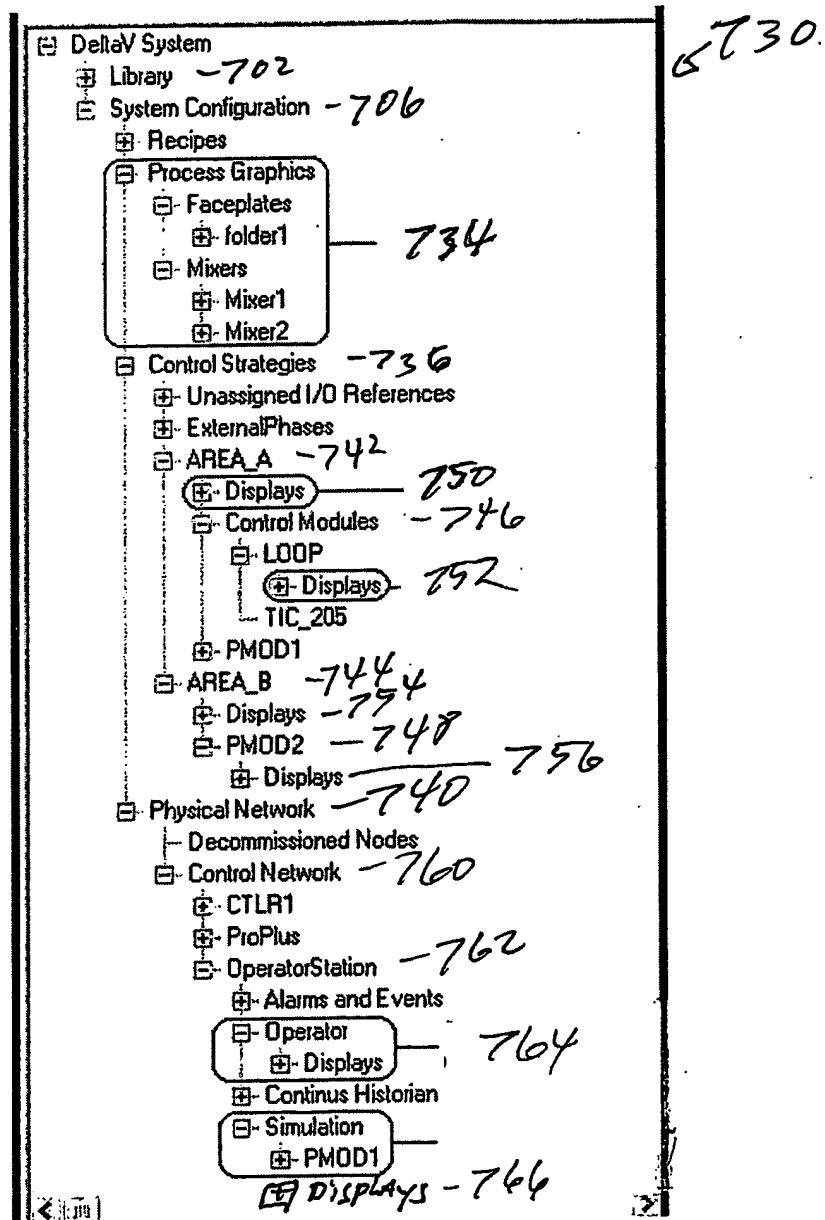 730
DeltaV System
Library - 702
System Configuration - 706
Recipes
Process Graphics
Faceplates
folder1
734
Mixers
Mixer1
Mixer2
Control Strategies - 736
Unassigned I/O References
ExternalPhases
AREA_A - 742
Displays 750
Control Modules - 746
LOOP
Displays 752
TIC_205
PMOD1
AREA_B - 744
Displays - 754
PMOD2 - 748
Displays 756
Physical Network - 740
Decommissioned Nodes
Control Network - 760
CTLR1
ProPlus
OperatorStation - 762
Alarms and Events
Operator
Displays 764
Continus Historian
Simulation
PMOD1
DISPLAYS - 766